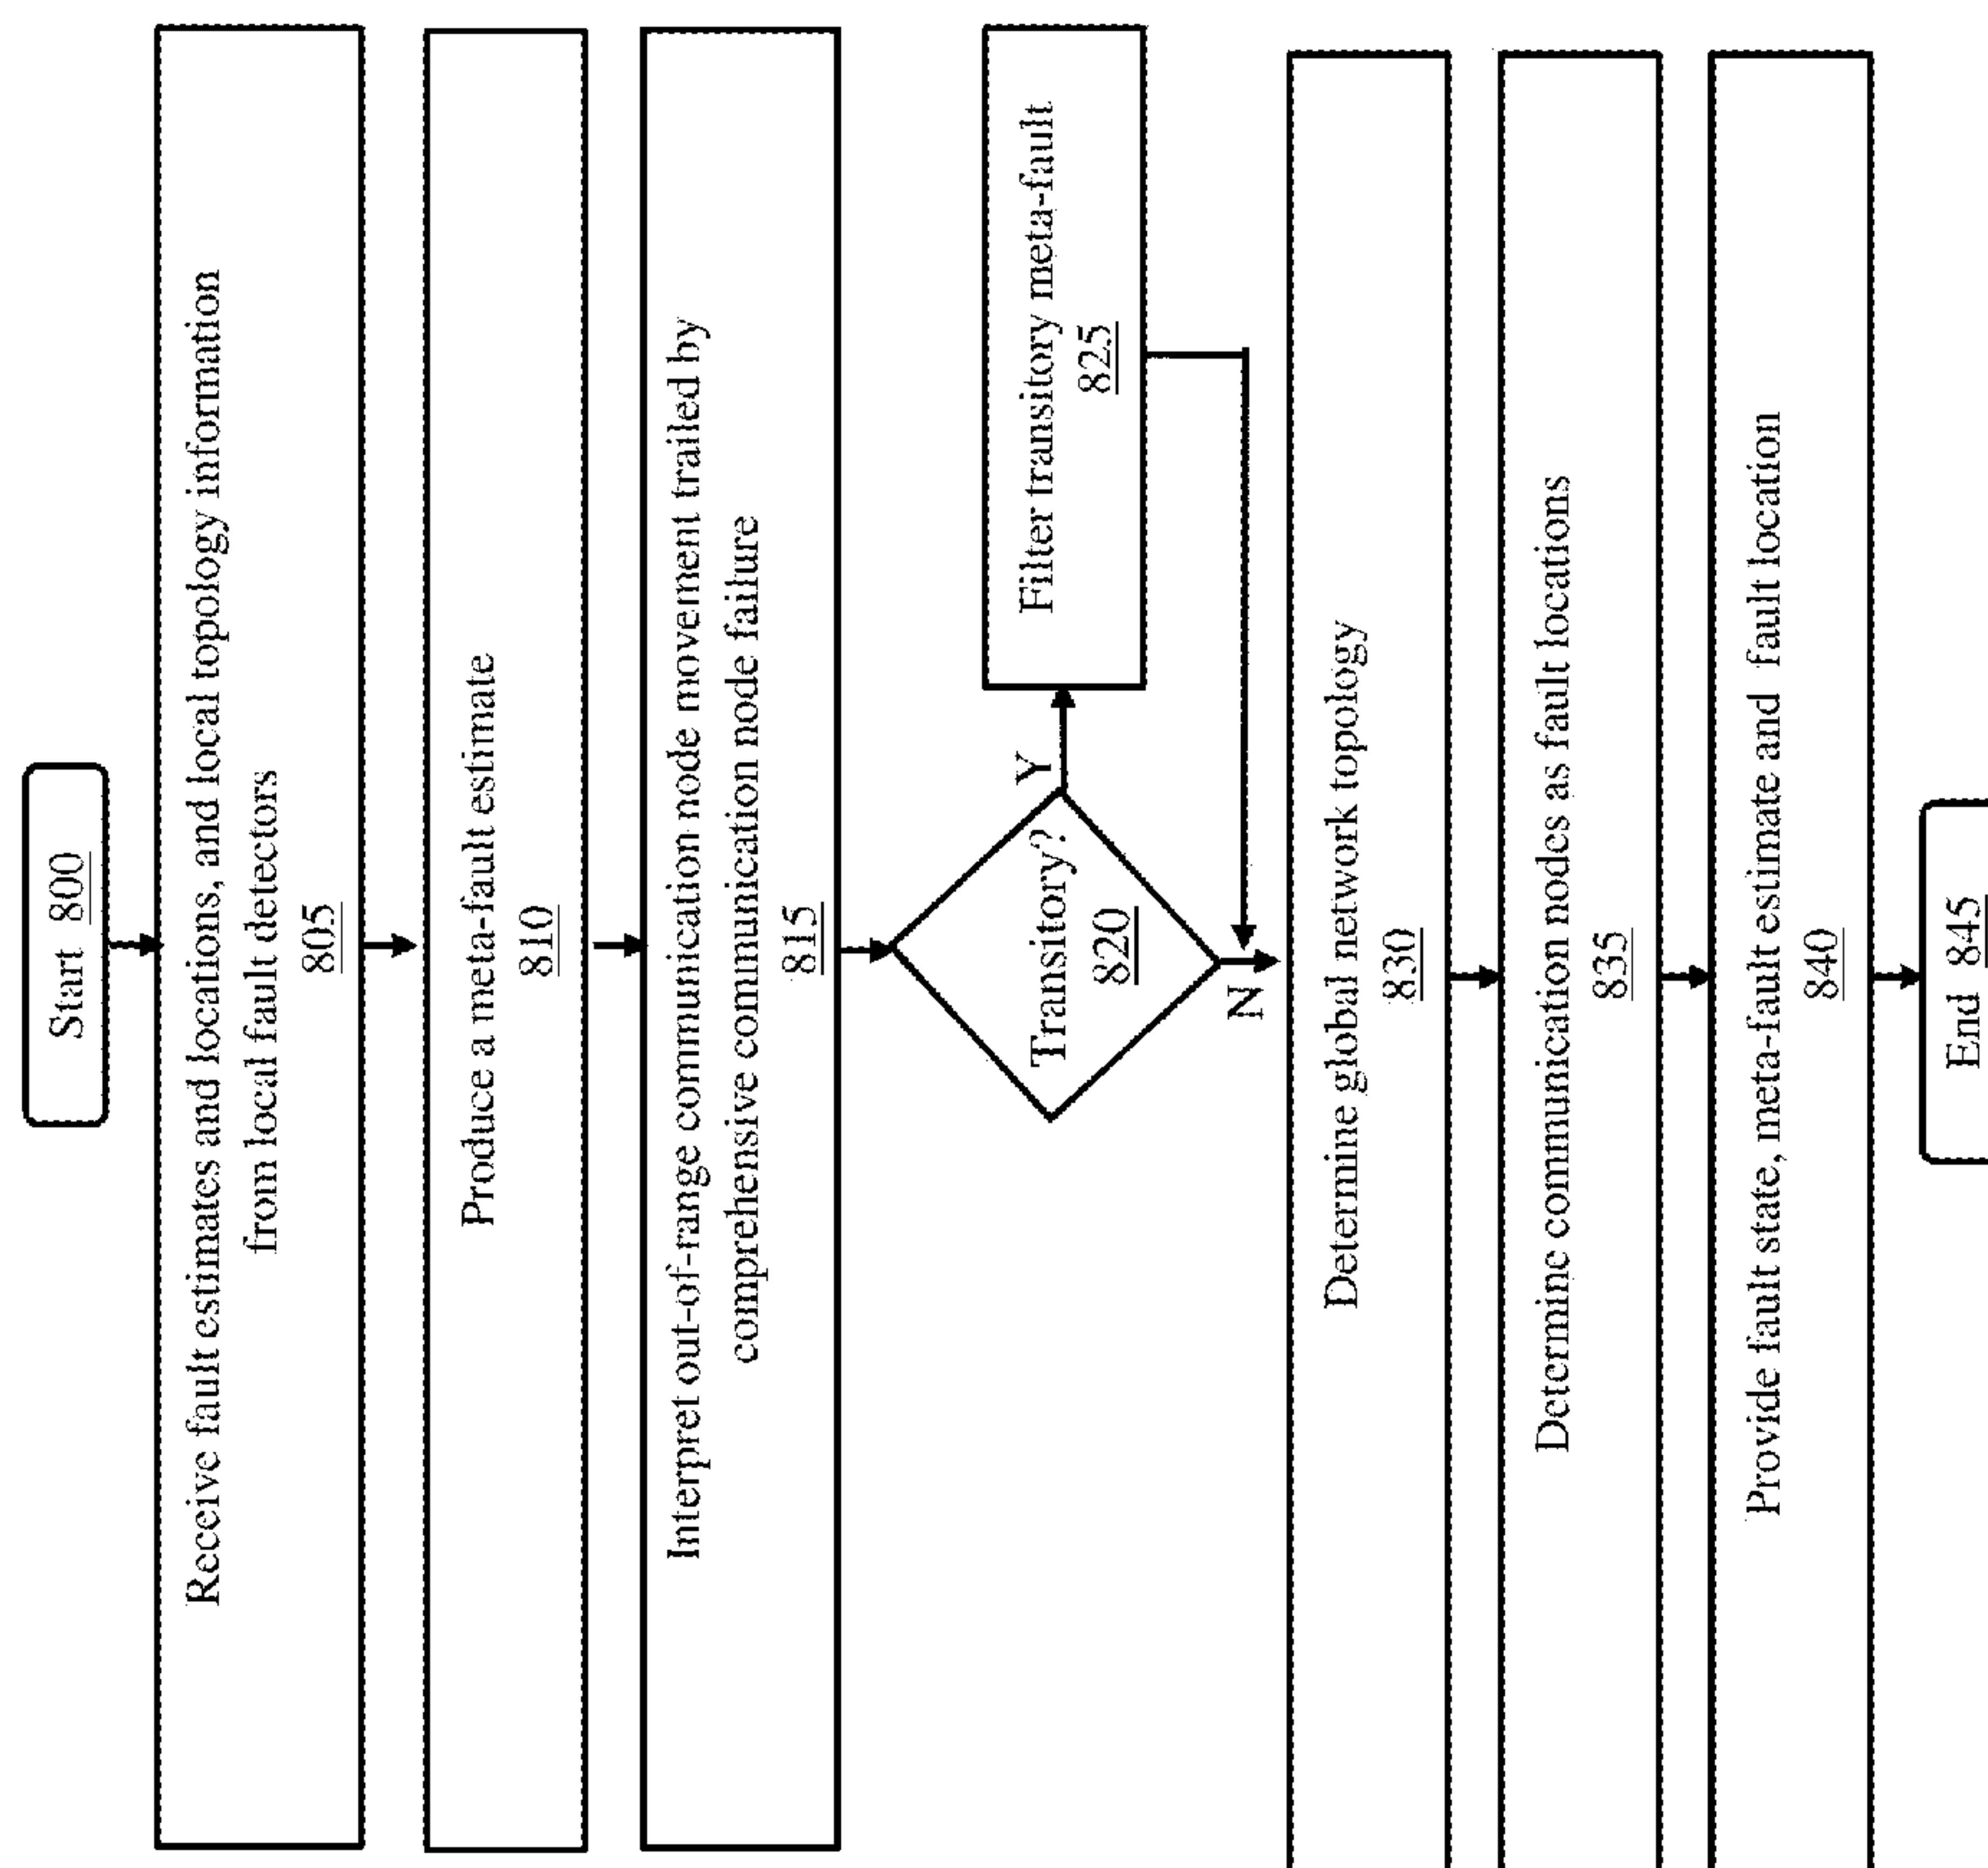 Start 800
Receive fault estimates and locations, and local topology information
from local fault detectors
805
Produce a meta-fault estimate
810
Interpret out-of-range communication node movement trailed by
comprehensive communication node failure
815
Transitory?
820
Y
Filter transitory meta-fault
825
N
Determine global network topology
830
Determine communication nodes as fault locations
835
Provide fault state, meta-fault estimate and fault location
840
End 845